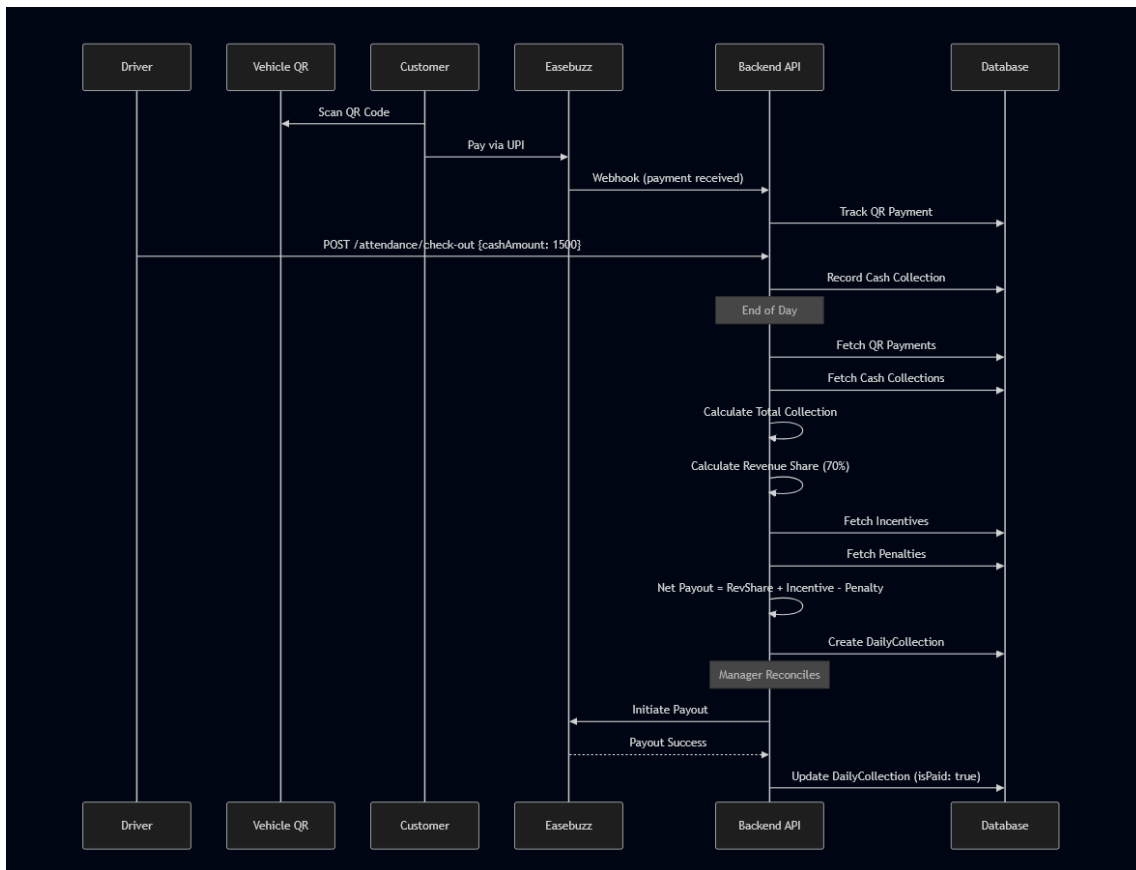 Driver
Vehicle QR
Customer
Easebuzz
Backend API
Database
Scan QR Code
Pay via UPI
Webhook (payment received)
Track QR Payment
POST /attendance/check-out {cashAmount: 1500}
Record Cash Collection
End of Day
Fetch QR Payments
Fetch Cash Collections
Calculate Total Collection
Calculate Revenue Share (70%)
Fetch Incentives
Fetch Penalties
Net Payout = RevShare + Incentive - Penalty
Create DailyCollection
Manager Reconciles
Initiate Payout
Payout Success
Update DailyCollection (isPaid: true)
Driver
Vehicle QR
Customer
Easebuzz
Backend API
Database